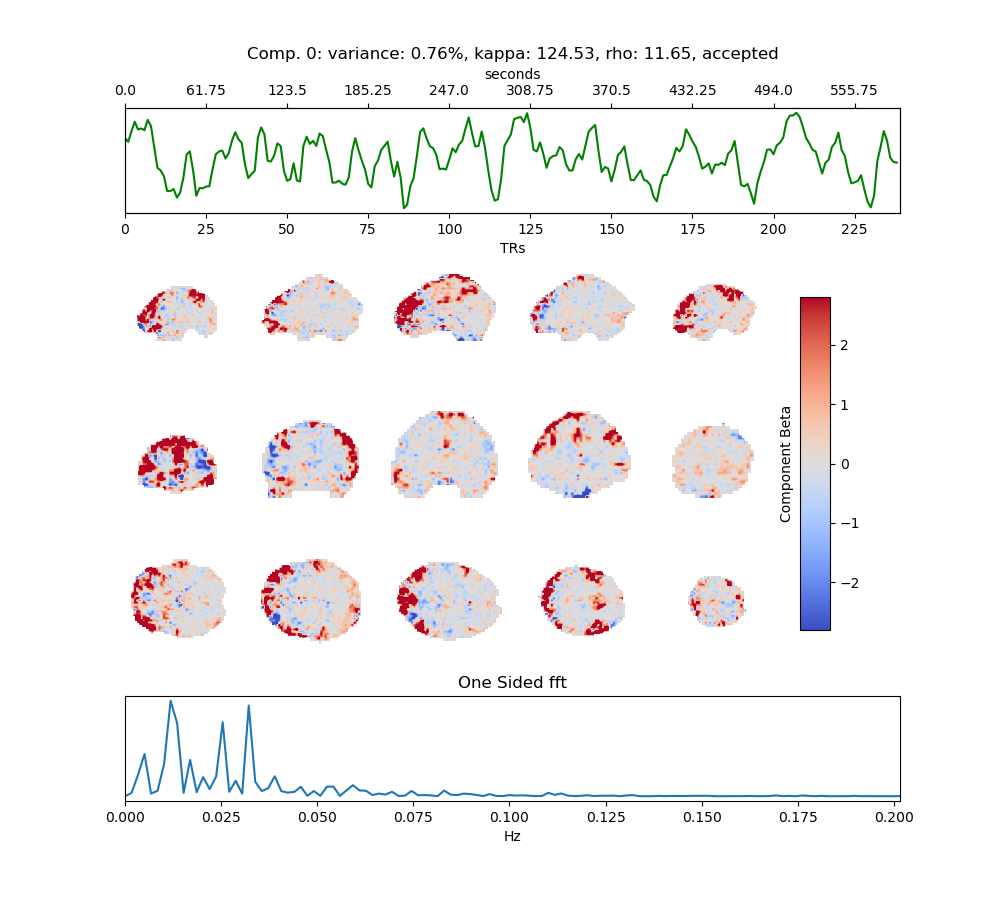 Comp. 0: variance: 0.76%, kappa: 124.53, rho: 11.65, accepted
seconds
0.0 61.75 123.5 185.25 247.0 308.75 370.5 432.25 494.0 555.75
0 25 50 75 100 125 150 175 200 225
TRs
2
1
0
−1
−2
Component Beta
One Sided fft
0.000 0.025 0.050 0.075 0.100 0.125 0.150 0.175 0.200
Hz